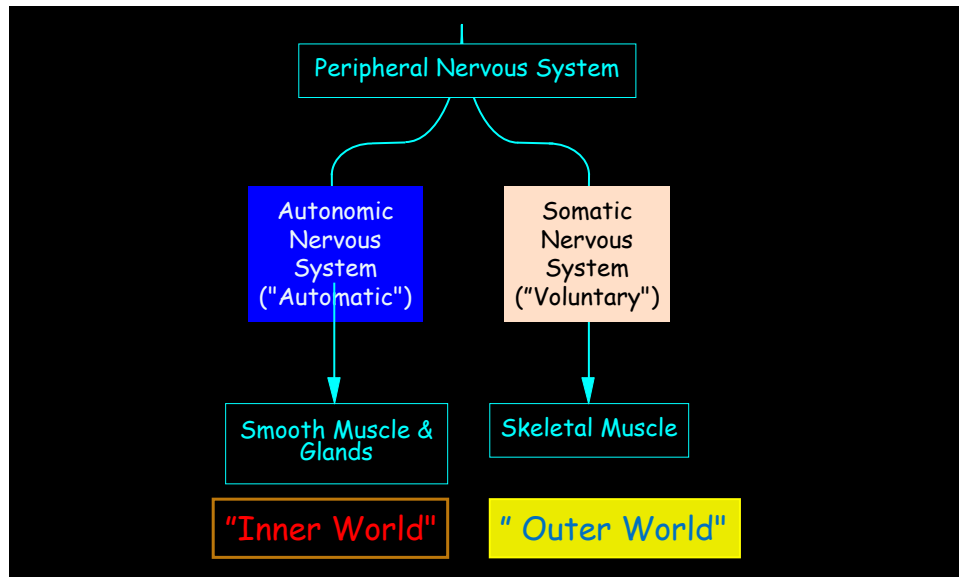 Peripheral Nervous System
Autonomic
Nervous
System
("Automatic")
Somatic
Nervous
System
(”Voluntary")
Smooth Muscle &
Glands
Skeletal Muscle
”Inner World"
” Outer World"